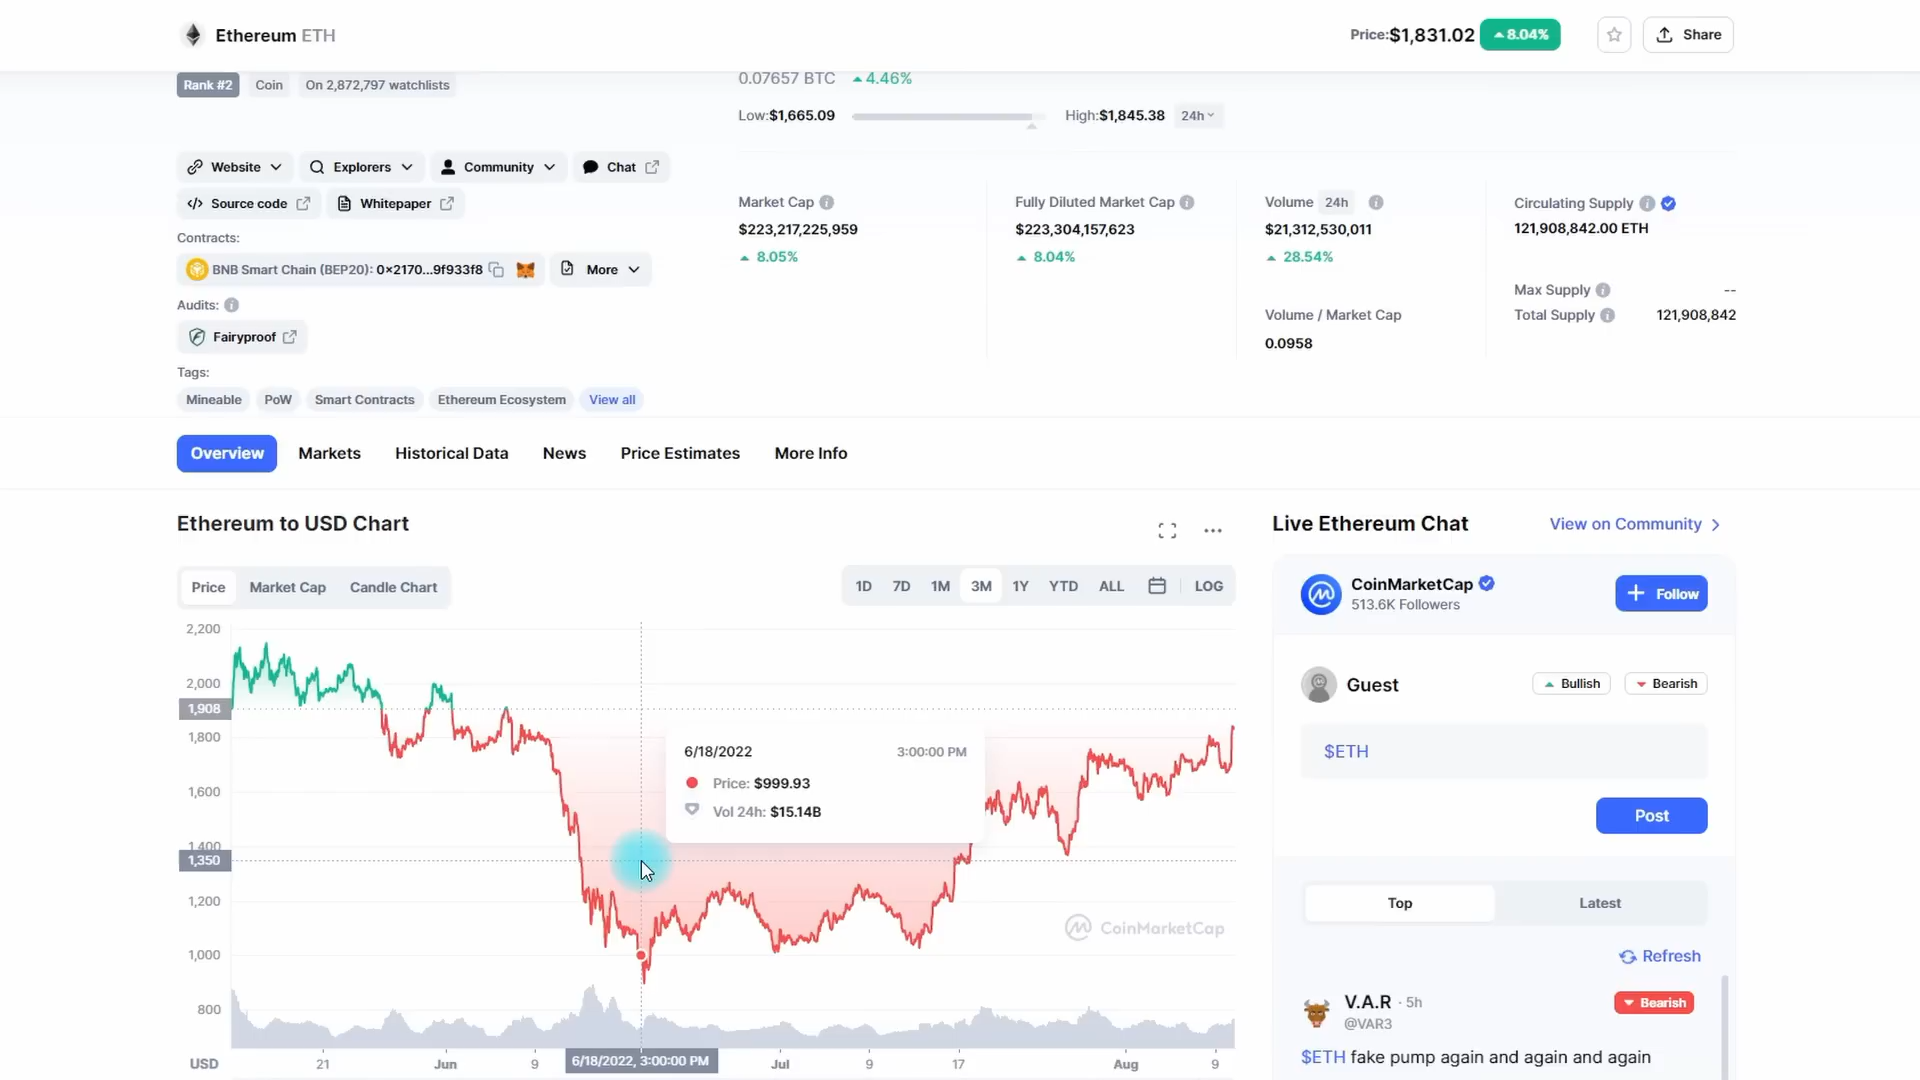 Ethereum ETH
Price:$1,831.02 8.04%
Share
Rank #2 Coin On 2,872,797 watchlists
0.07657 BTC 4.46%
Low:$1,665.09 High:$1,845.38 24h
Website Explorers Community Chat
Source code Whitepaper
Contracts:
BNB Smart Chain (BEP20): 0x2170...9f933f8 More
Audits:
Fairyproof
Tags:
Mineable PoW Smart Contracts Ethereum Ecosystem View all
Market Cap
$223,217,225,959
8.05%
Fully Diluted Market Cap
$223,304,157,623
8.04%
Volume 24h
$21,312,530,011
28.54%
Volume / Market Cap
0.0958
Circulating Supply
121,908,842.00 ETH
Max Supply --
Total Supply 121,908,842
Overview Markets Historical Data News Price Estimates More Info
Ethereum to USD Chart
Price Market Cap Candle Chart
1D 7D 1M 3M 1Y YTD ALL LOG
2,200
2,000
1,908
1,800
1,600
1,400
1,350
1,200
1,000
800
6/18/2022 3:00:00 PM
Price: $999.93
Vol 24h: $15.14B
CoinMarketCap
USD 21 Jun 9 6/18/2022, 3:00:00 PM Jul 9 17 Aug 9
Live Ethereum Chat View on Community
CoinMarketCap
513.6K Followers
Follow
Guest Bullish Bearish
$ETH
Post
Top Latest
Refresh
V.A.R · 5h Bearish
@VAR3
$ETH fake pump again and again and again